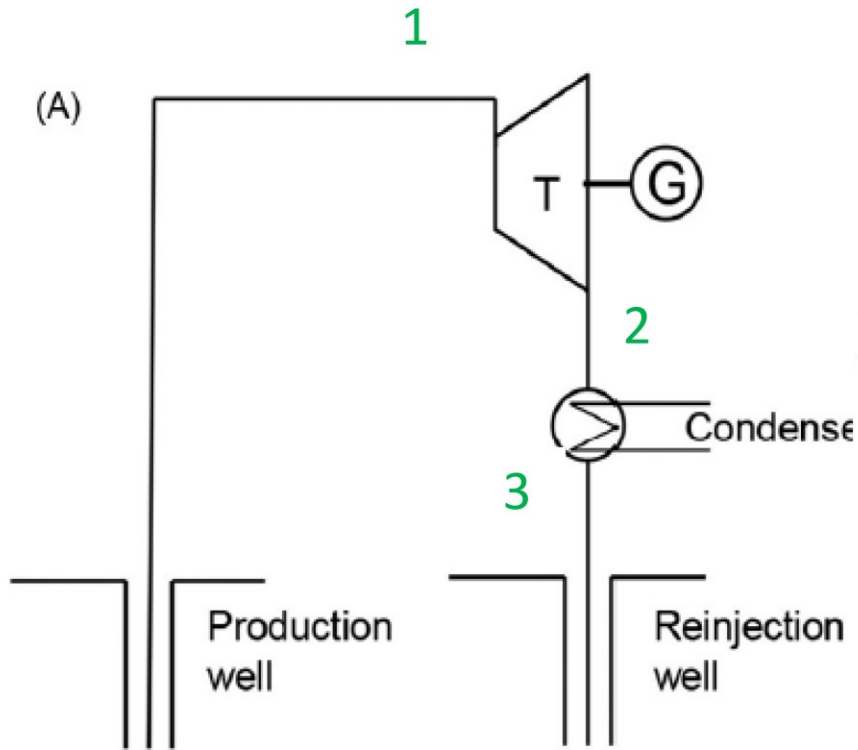 1
(A)
T
G
2
Condense
3
Production
well
Reinjection
well